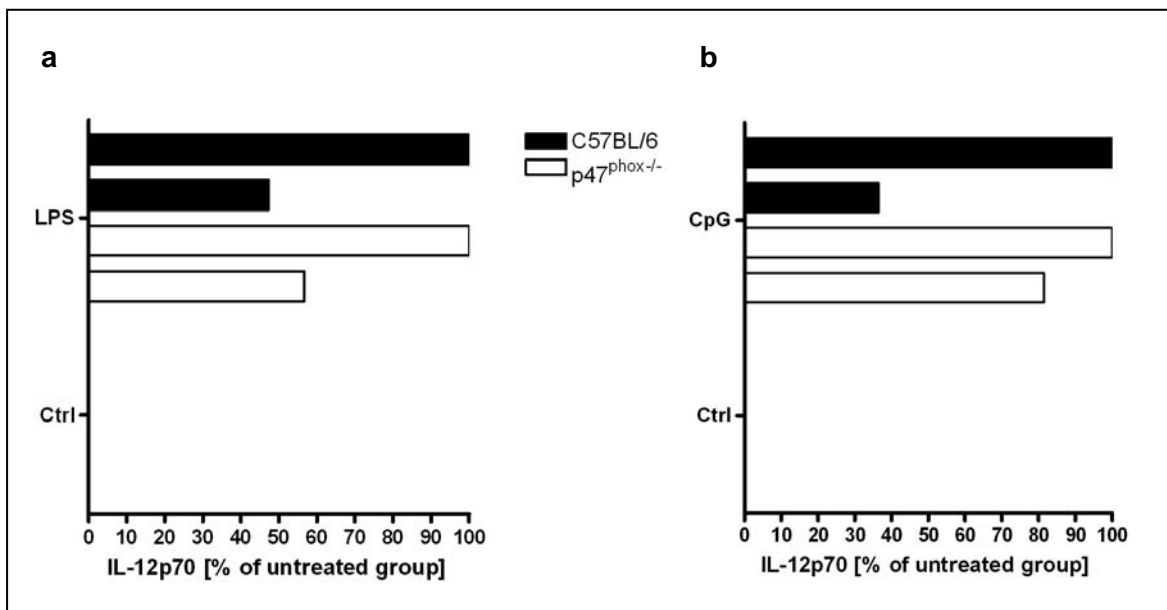 a
LPS
Ctrl
0 10 20 30 40 50 60 70 80 90 100
IL-12p70 [% of untreated group]
C57BL/6
p47phox-/-
b
CpG
Ctrl
0 10 20 30 40 50 60 70 80 90 100
IL-12p70 [% of untreated group]